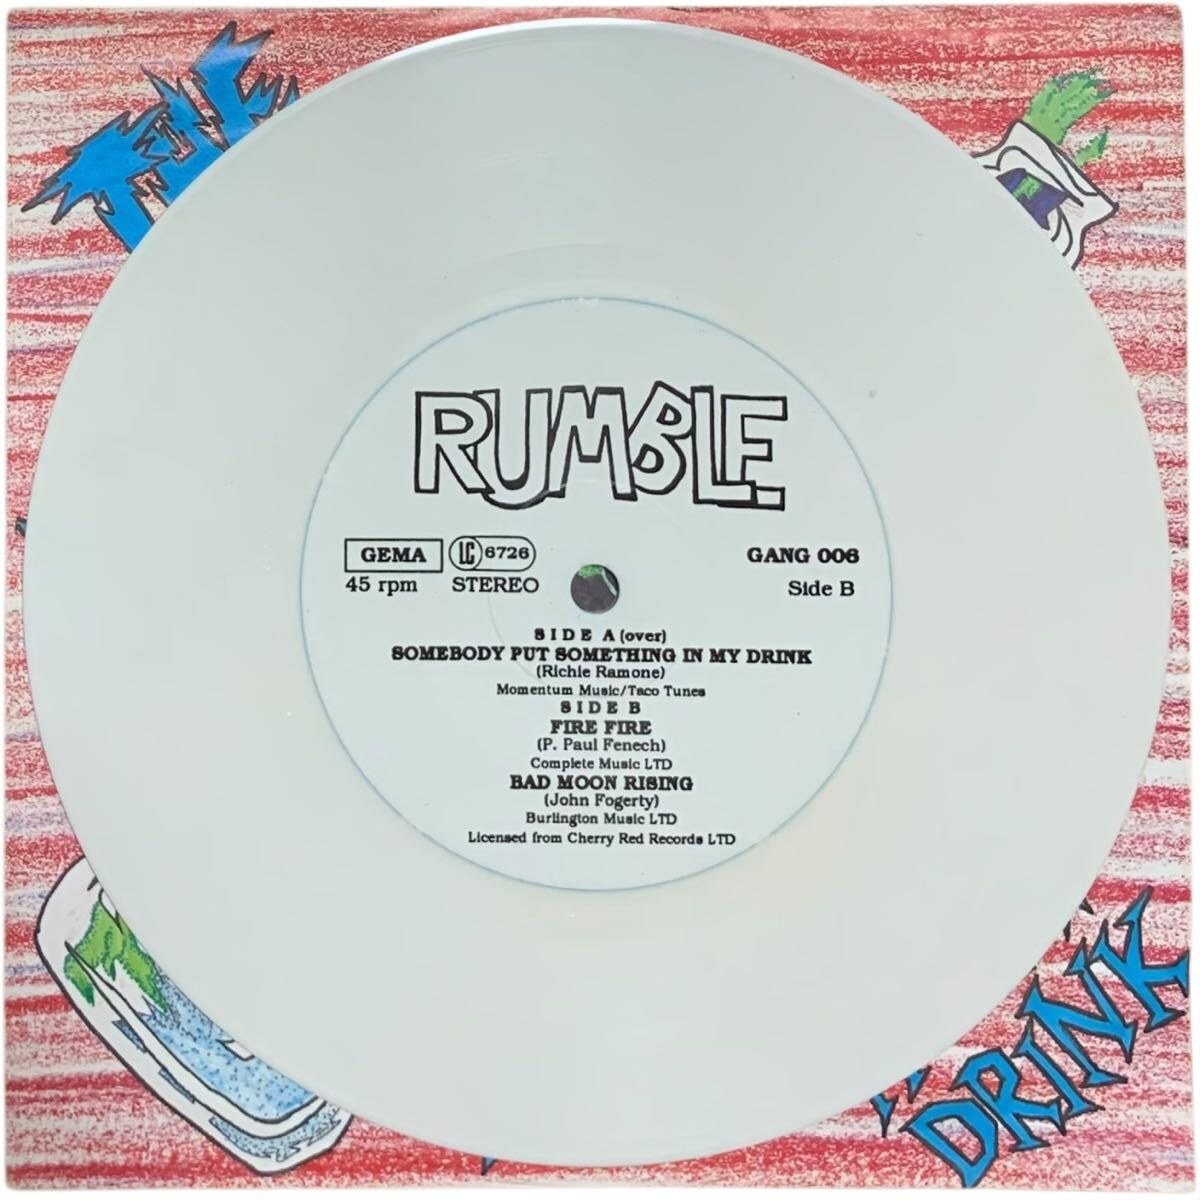 RUMBLE
GEMA LC 6726 GANG 006
45 rpm STEREO Side B
SIDE A (over)
SOMEBODY PUT SOMETHING IN MY DRINK
(Richie Ramone)
Momentum Music/Taco Tunes
SIDE B
FIRE FIRE
(P. Paul Fenech)
Complete Music LTD
BAD MOON RISING
(John Fogerty)
Burlington Music LTD
Licensed from Cherry Red Records LTD
DRINK